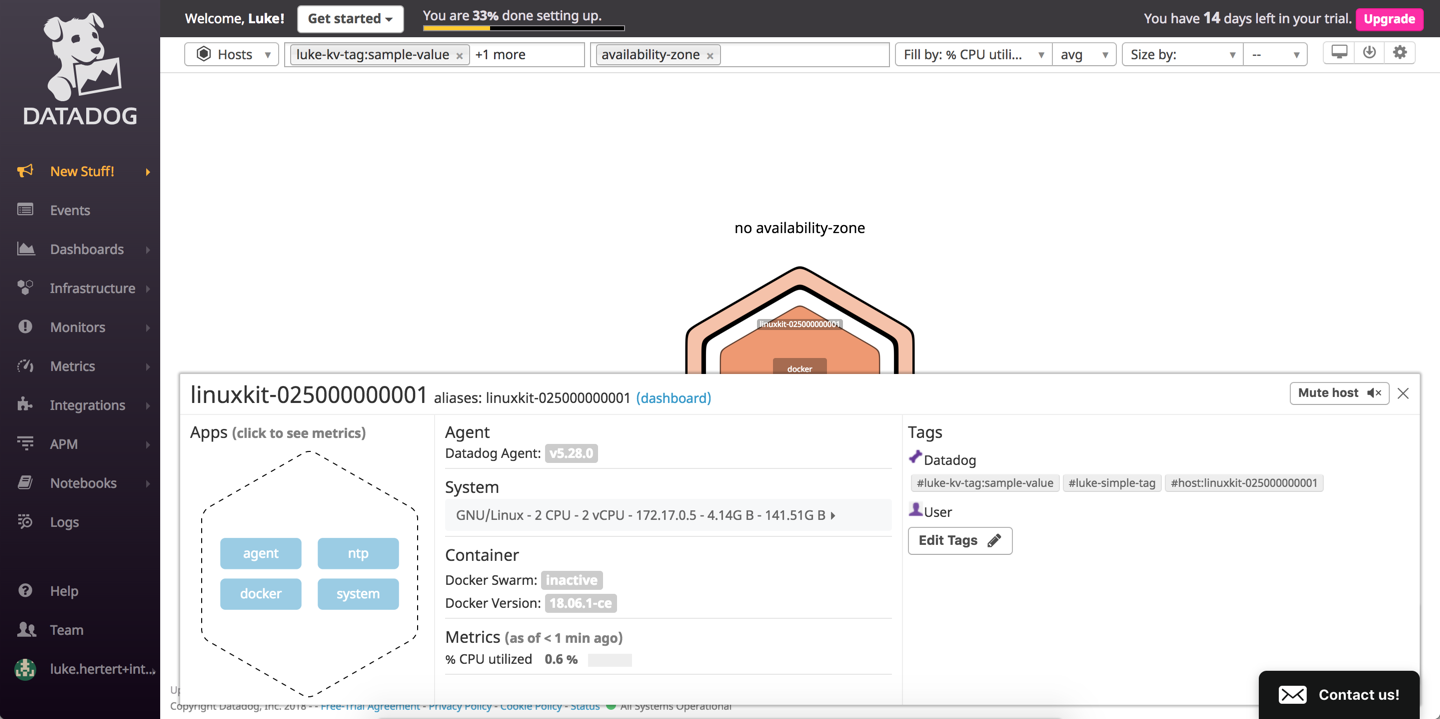 DATADOG
New Stuff!
Events
Dashboards
Infrastructure
Monitors
Metrics
Integrations
APM
Notebooks
Logs
Help
Team
luke.hertert+int...
Welcome, Luke!
Get started
You are 33% done setting up.
You have 14 days left in your trial.
Upgrade
Hosts
luke-kv-tag:sample-value ×
+1 more
availability-zone ×
Fill by: % CPU utili...
avg
Size by:
--
no availability-zone
linuxkit-025000000001
docker
linuxkit-025000000001 aliases: linuxkit-025000000001 (dashboard)
Mute host
Apps (click to see metrics)
agent
ntp
docker
system
Agent
Datadog Agent: v5.28.0
System
GNU/Linux - 2 CPU - 2 vCPU - 172.17.0.5 - 4.14G B - 141.51G B
Container
Docker Swarm: inactive
Docker Version: 18.06.1-ce
Metrics (as of < 1 min ago)
% CPU utilized 0.6 %
Tags
Datadog
#luke-kv-tag:sample-value
#luke-simple-tag
#host:linuxkit-025000000001
User
Edit Tags
Copyright Datadog, Inc. 2018 - - Free-Trial Agreement - Privacy Policy - Cookie Policy - Status All Systems Operational
Contact us!